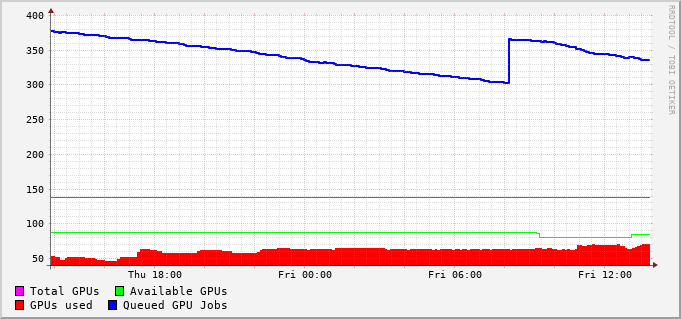 400
350
300
250
200
150
100
50
Thu 18:00 Fri 00:00 Fri 06:00 Fri 12:00
Total GPUs Available GPUs
GPUs used Queued GPU Jobs
RRDTOOL / TOBI OETIKER